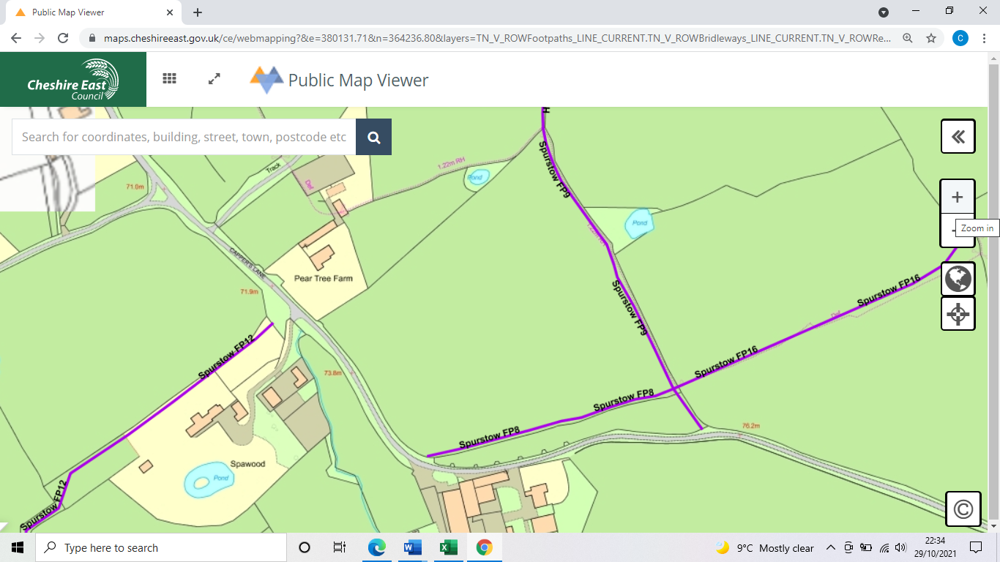 Public Map Viewer
maps.cheshireeast.gov.uk/ce/webmapping?&e=380131.71&n=364236.80&layers=TN_V_ROWFootpaths_LINE_CURRENT.TN_V_ROWBridleways_LINE_CURRENT.TN_V_ROWRe...
C
Cheshire East
Council
Public Map Viewer
Search for coordinates, building, street, town, postcode etc
H
Spurstow FP9
1.22m RH
Track
Def
Pond
71.0m
Pond
Zoom in
CAPPER'S LANE
Pear Tree Farm
71.9m
Spurstow FP9
Spurstow FP16
Def
Spurstow FP12
Spurstow FP16
73.8m
Spurstow FP8
Spurstow FP8
76.2m
Spawood
Pond
Spurstow FP12
©
Type here to search
9°C Mostly clear
22:34
29/10/2021